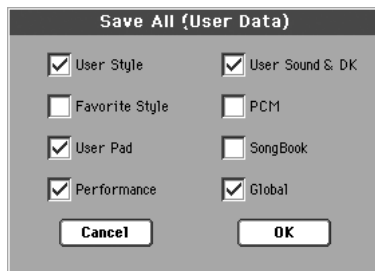 Save All (User Data)
User Style
User Sound & DK
Favorite Style
PCM
User Pad
SongBook
Performance
Global
Cancel
OK